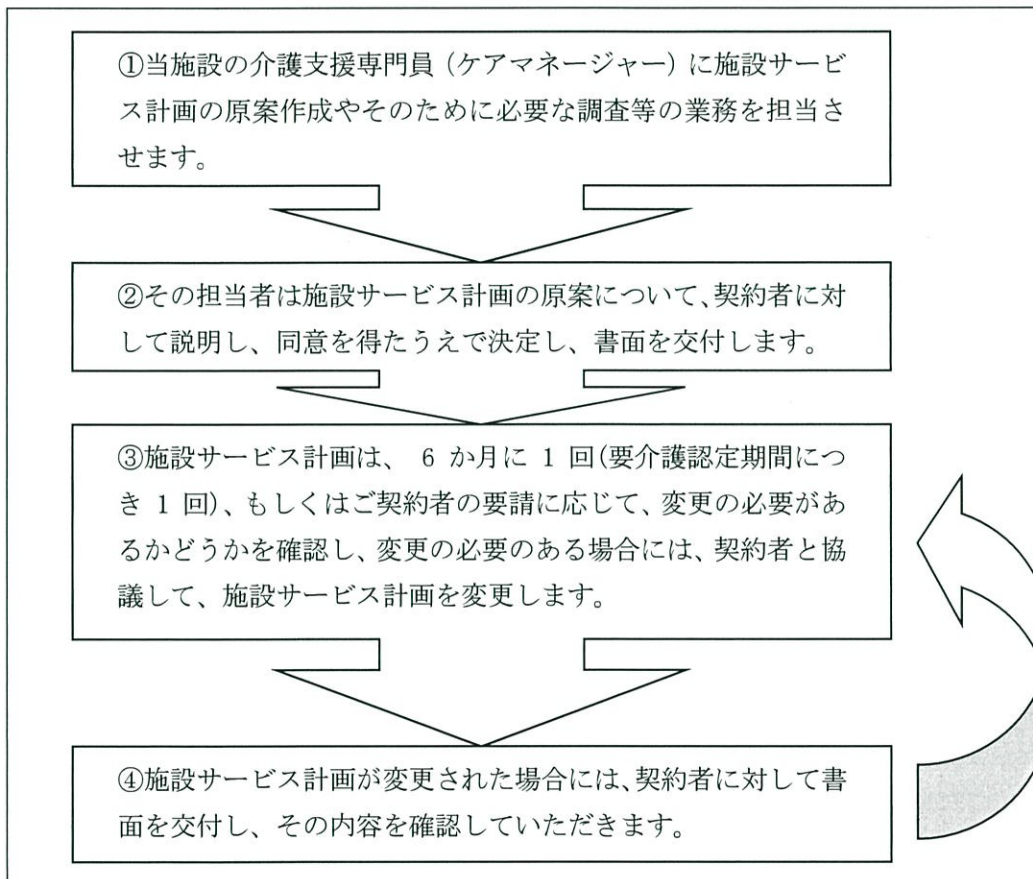 ①当施設の介護支援専門員（ケアマネージャー）に施設サービ
ス計画の原案作成やそのために必要な調査等の業務を担当さ
せます。
②その担当者は施設サービス計画の原案について、契約者に対
して説明し、同意を得たうえで決定し、書面を交付します。
③施設サービス計画は、 6 か月に 1 回(要介護認定期間につ
き 1 回)、もしくはご契約者の要請に応じて、変更の必要があ
るかどうかを確認し、変更の必要のある場合には、契約者と協
議して、施設サービス計画を変更します。
④施設サービス計画が変更された場合には、契約者に対して書
面を交付し、その内容を確認していただきます。